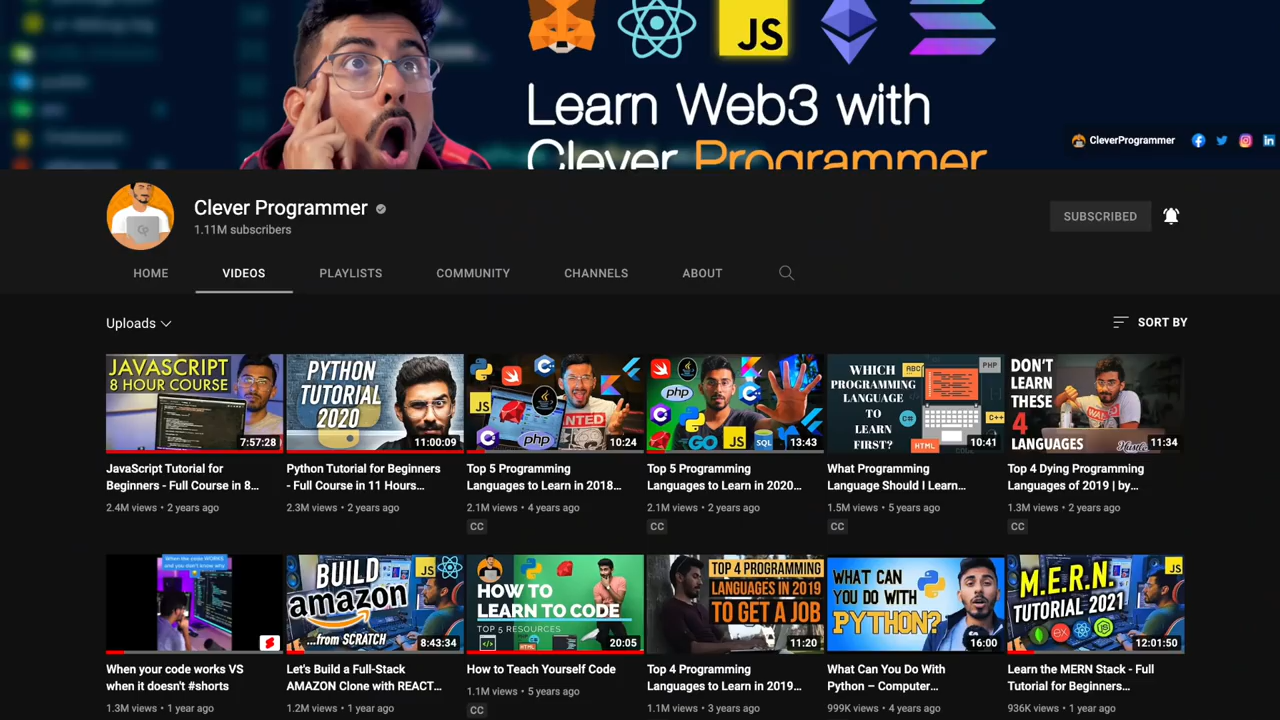 JS
Learn Web3 with
Clever Programmer
CleverProgrammer
Clever Programmer
1.11M subscribers
SUBSCRIBED
HOME
VIDEOS
PLAYLISTS
COMMUNITY
CHANNELS
ABOUT
Uploads
SORT BY
JAVASCRIPT
8 HOUR COURSE
7:57:28
PYTHON
TUTORIAL
2020
11:00:09
JS
php
10:24
php
GO
JS
SQL
13:43
WHICH
PROGRAMMING
LANGUAGE
TO
LEARN
FIRST?
ABC
PHP
C#
C++
HTML
CODE
10:41
DON'T
LEARN
THESE
4
LANGUAGES
Hustle
11:34
JavaScript Tutorial for
Beginners - Full Course in 8...
2.4M views • 2 years ago
Python Tutorial for Beginners
- Full Course in 11 Hours...
2.3M views • 2 years ago
Top 5 Programming
Languages to Learn in 2018...
2.1M views • 4 years ago
CC
Top 5 Programming
Languages to Learn in 2020...
2.1M views • 2 years ago
CC
What Programming
Language Should I Learn...
1.5M views • 5 years ago
CC
Top 4 Dying Programming
Languages of 2019 | by...
1.3M views • 2 years ago
CC
When like code WORKS
and you don't know why
BUILD
amazon
...from SCRATCH
JS
8:43:34
HOW TO
LEARN TO CODE
TOP 5 RESOURCES
HTML
20:05
TOP 4 PROGRAMMING
LANGUAGES IN 2019
TO GET A JOB
11:20
WHAT CAN
YOU DO WITH
PYTHON?
16:00
M.E.R.N.
TUTORIAL 2021
JS
EX
12:01:50
When your code works VS
when it doesn't #shorts
1.3M views • 1 year ago
Let's Build a Full-Stack
AMAZON Clone with REACT...
1.2M views • 1 year ago
How to Teach Yourself Code
1.1M views • 5 years ago
CC
Top 4 Programming
Languages to Learn in 2019...
1.1M views • 3 years ago
What Can You Do With
Python – Computer...
999K views • 4 years ago
Learn the MERN Stack - Full
Tutorial for Beginners...
936K views • 1 year ago